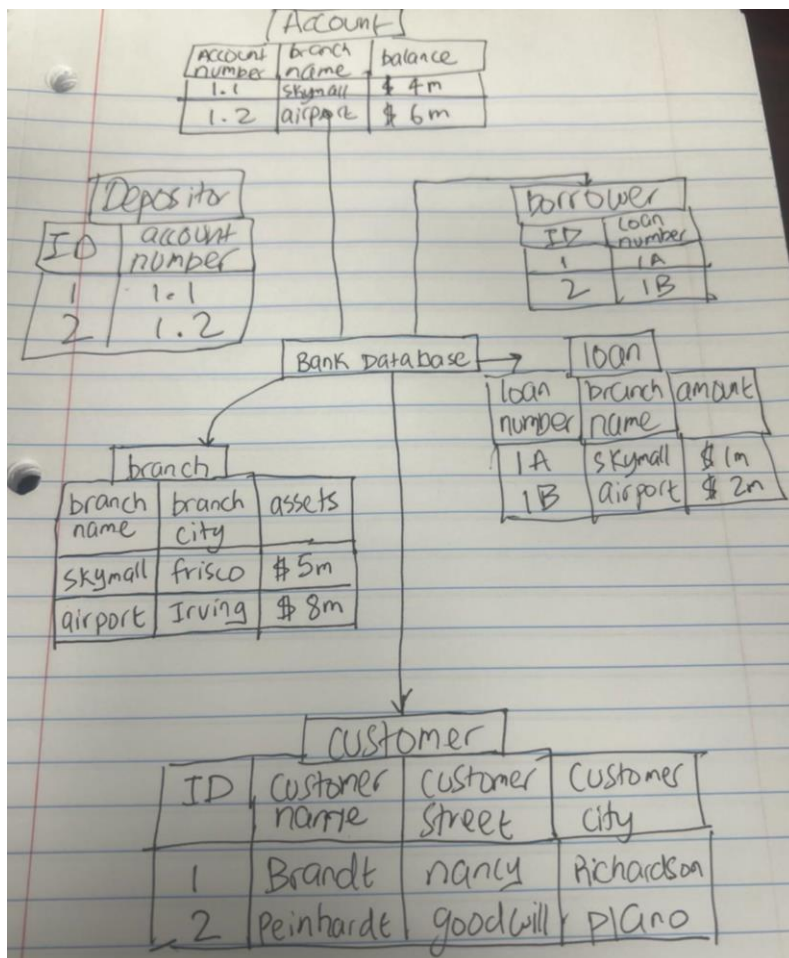 Account
Account number branch name balance
1.1 skymall $ 4m
1.2 airport $ 6m
Depositor
ID account number
1 1.1
2 1.2
borrower
ID loan number
1 1A
2 1B
Bank Database
loan
loan number branch name amount
1A skymall $ 1m
1B airport $ 2m
branch
branch name branch city assets
skymall frisco $ 5m
airport Irving $ 8m
customer
ID customer name customer street customer city
1 Brandt nancy Richardson
2 Peinhardt goodwill plano